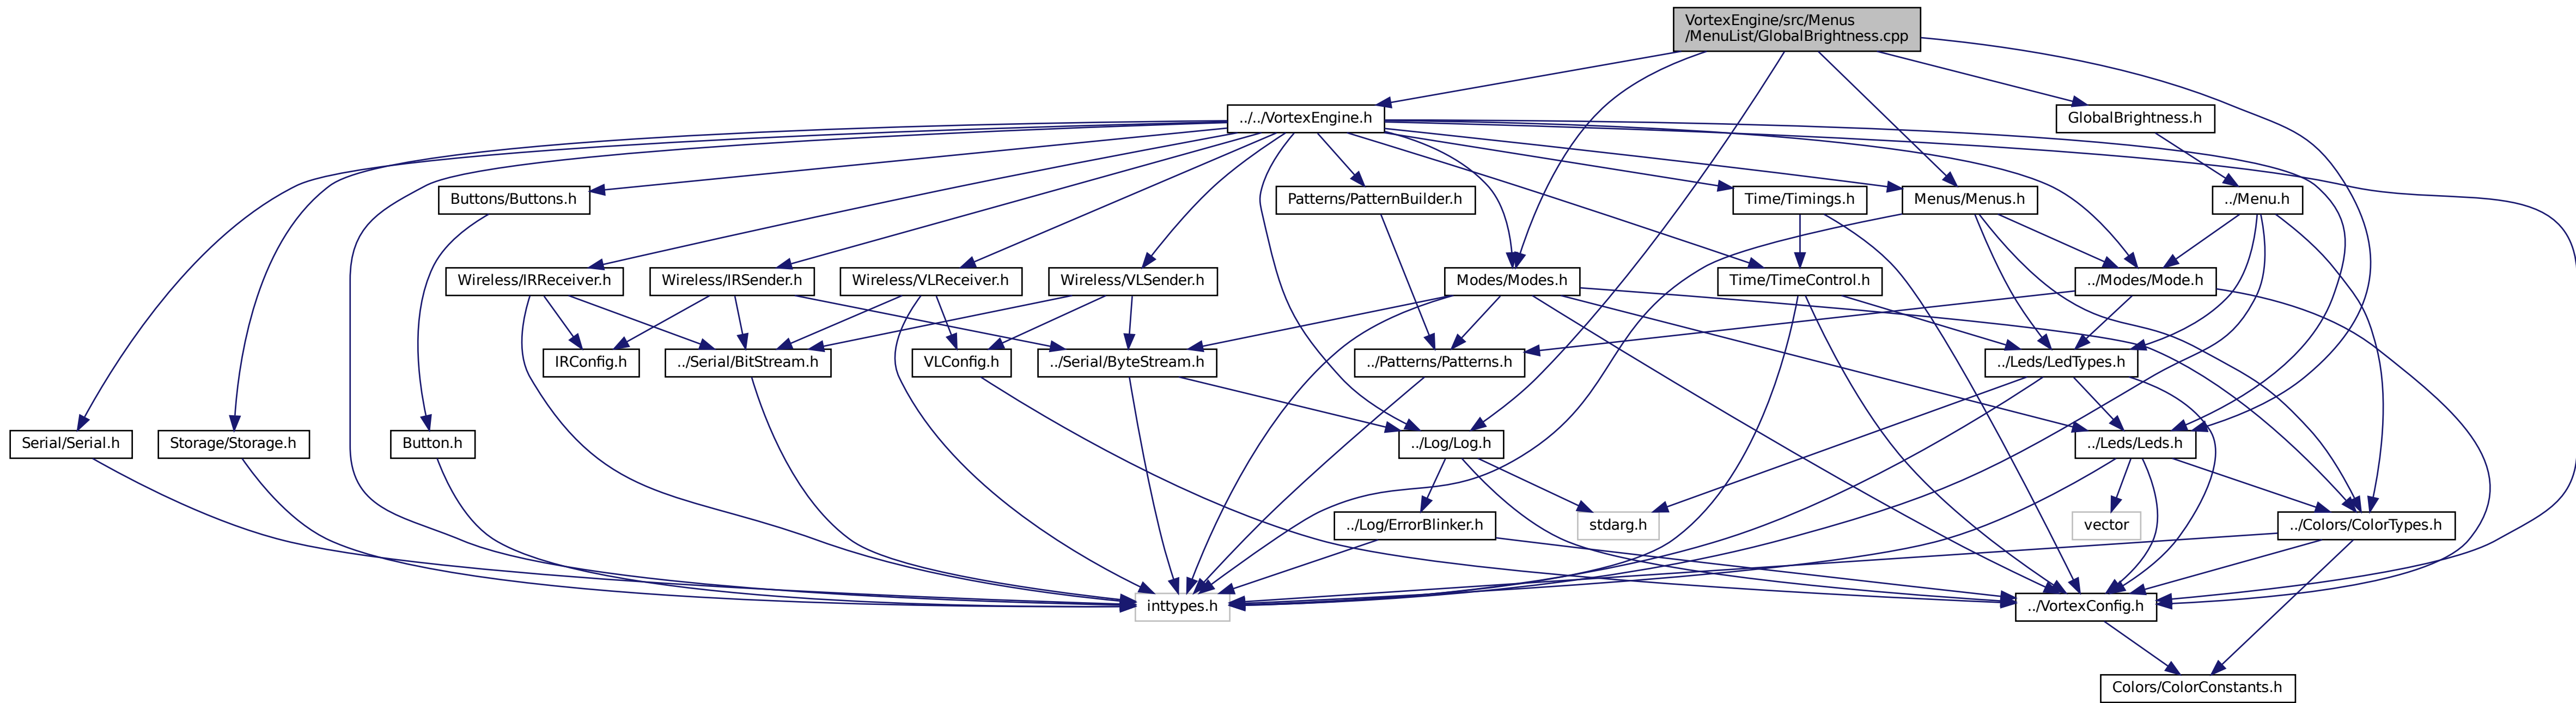 VortexEngine/src/Menus
/MenuList/GlobalBrightness.cpp
../../VortexEngine.h
GlobalBrightness.h
Buttons/Buttons.h
Patterns/PatternBuilder.h
Time/Timings.h
Menus/Menus.h
../Menu.h
Wireless/IRReceiver.h
Wireless/IRSender.h
Wireless/VLReceiver.h
Wireless/VLSender.h
Modes/Modes.h
Time/TimeControl.h
../Modes/Mode.h
IRConfig.h
../Serial/BitStream.h
VLConfig.h
../Serial/ByteStream.h
../Patterns/Patterns.h
../Leds/LedTypes.h
Serial/Serial.h
Storage/Storage.h
Button.h
../Log/Log.h
../Leds/Leds.h
../Log/ErrorBlinker.h
stdarg.h
vector
../Colors/ColorTypes.h
inttypes.h
../VortexConfig.h
Colors/ColorConstants.h